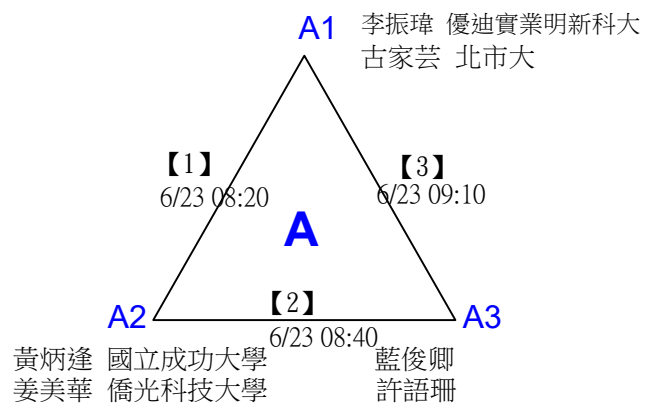 A1 李振瑋 優迪實業明新科大
古家芸 北市大
【1】 【3】
6/23 08:20 6/23 09:10
A
【2】
A2 A3
6/23 08:40
黃炳逢 國立成功大學 藍俊卿
姜美華 僑光科技大學 許語珊